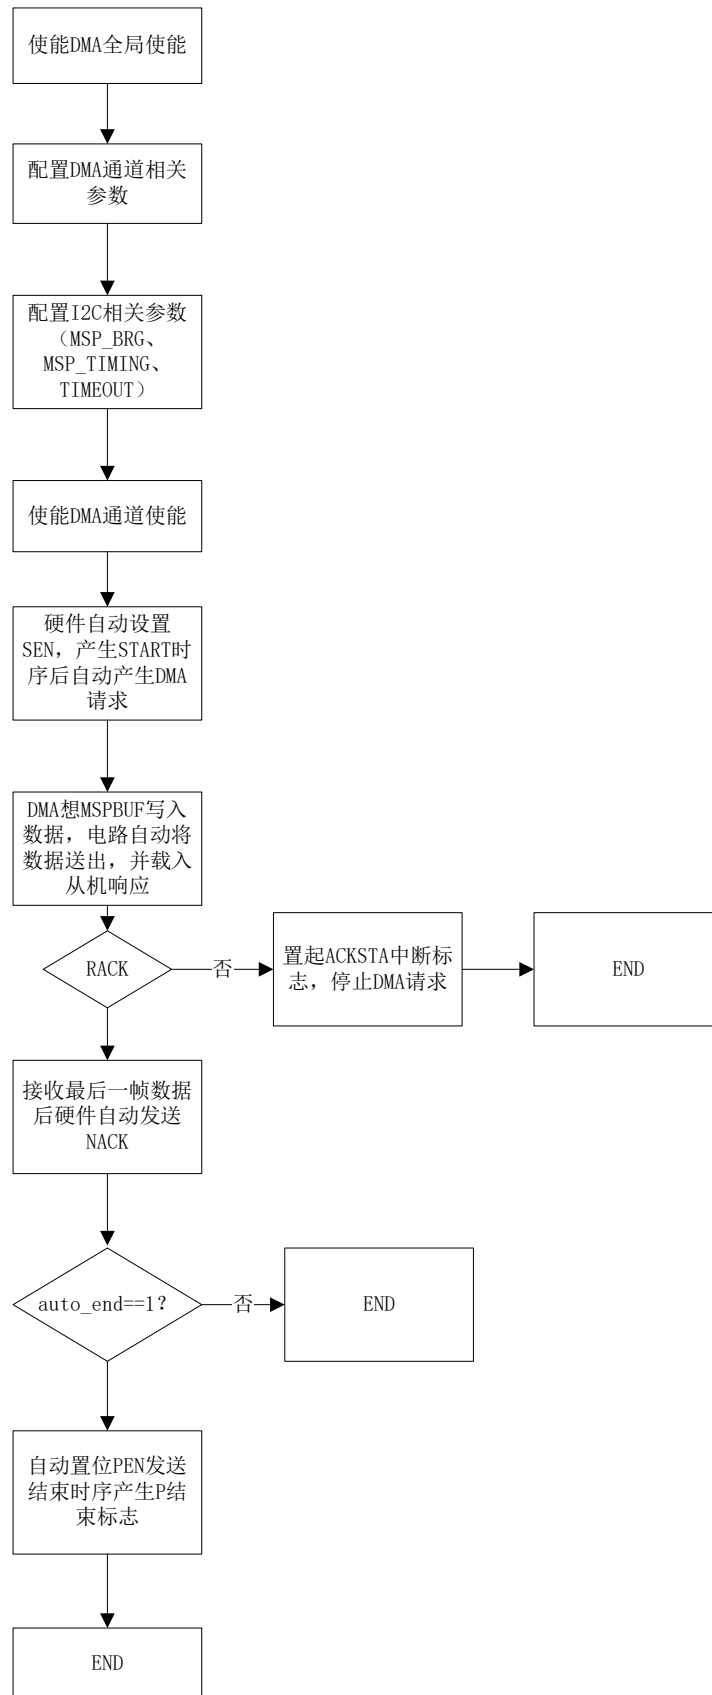 使能DMA全局使能
配置DMA通道相关
参数
配置I2C相关参数
（MSP_BRG、
MSP_TIMING、
TIMEOUT）
使能DMA通道使能
硬件自动设置
SEN，产生START时
序后自动产生DMA
请求
DMA想MSPBUF写入
数据，电路自动将
数据送出，并载入
从机响应
RACK
否
置起ACKSTA中断标
志，停止DMA请求
END
接收最后一帧数据
后硬件自动发送
NACK
auto_end==1?
否
END
自动置位PEN发送
结束时序产生P结
束标志
END